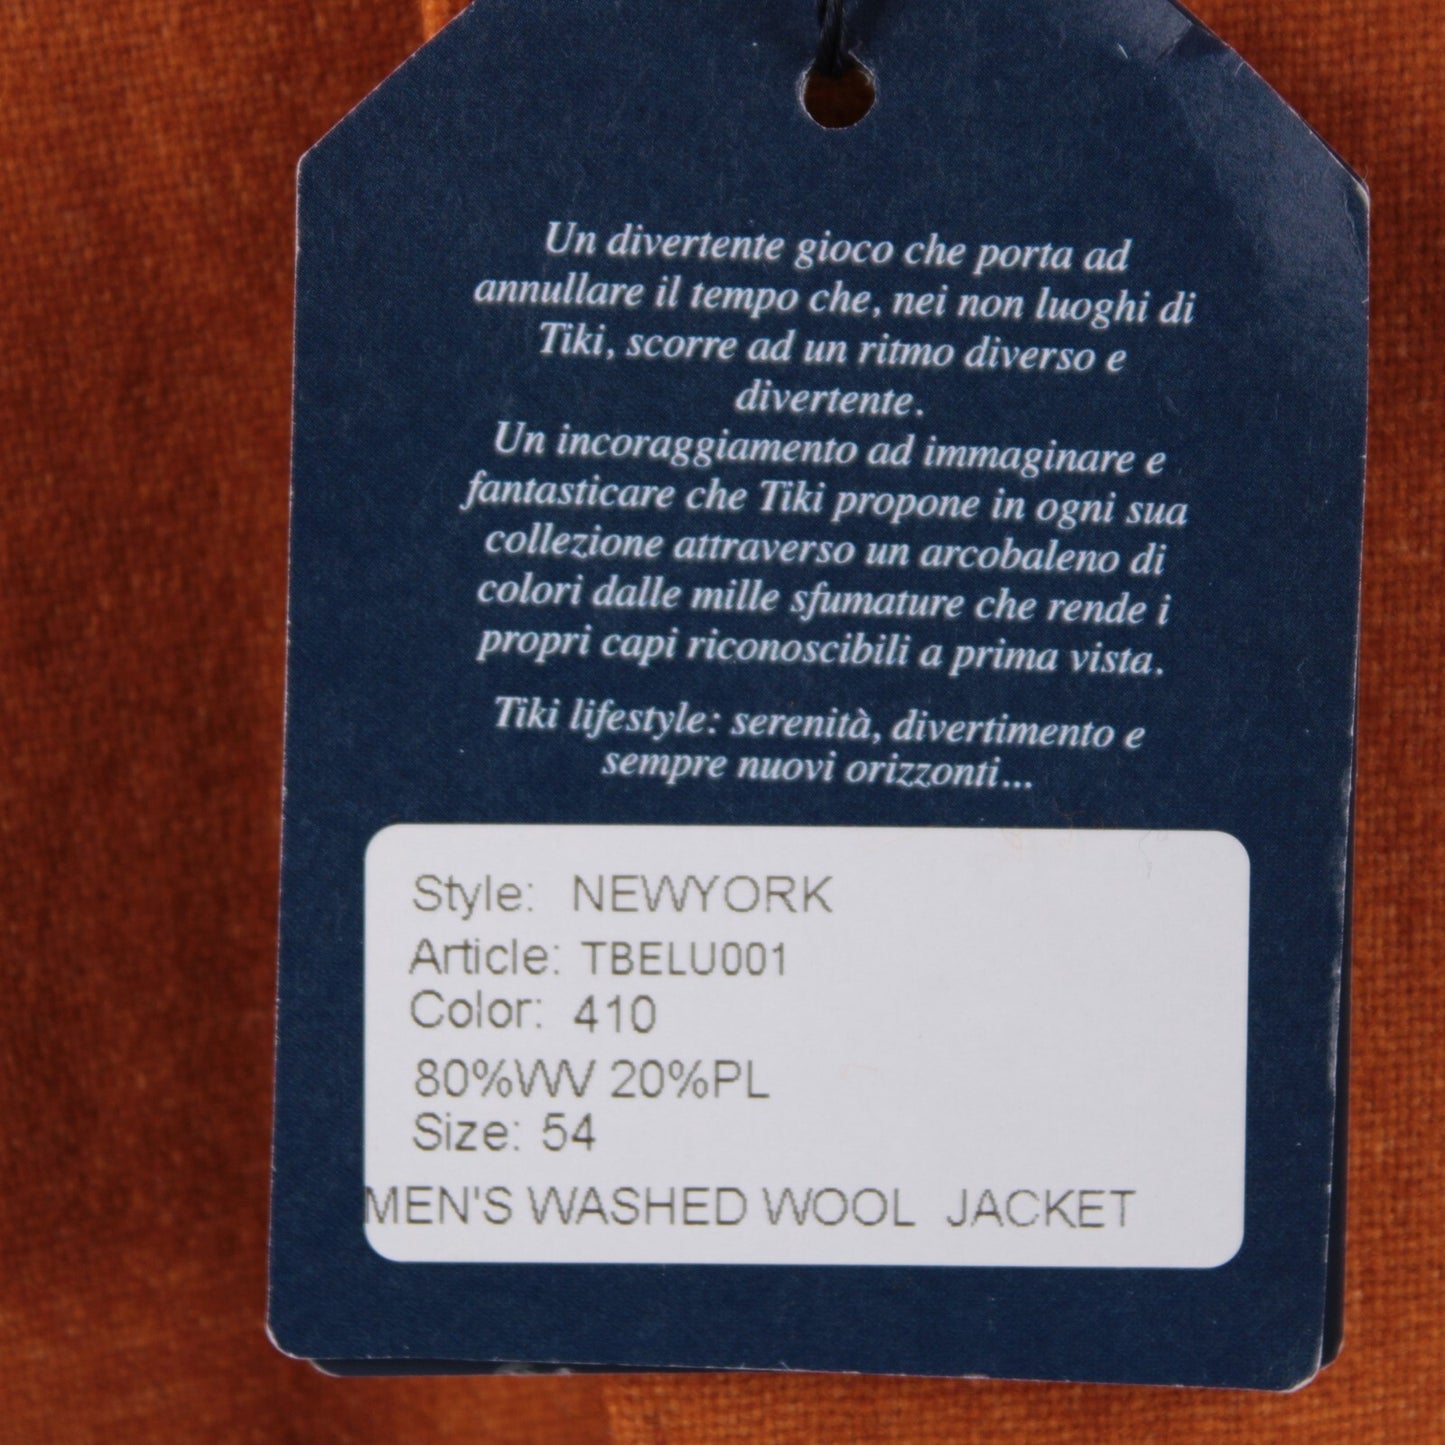 Un divertente gioco che porta ad
annullare il tempo che, nei non luoghi di
Tiki, scorre ad un ritmo diverso e
divertente.
Un incoraggiamento ad immaginare e
fantasticare che Tiki propone in ogni sua
collezione attraverso un arcobaleno di
colori dalle mille sfumature che rende i
propri capi riconoscibili a prima vista.
Tiki lifestyle: serenità, divertimento e
sempre nuovi orizzonti...
Style: NEWYORK
Article: TBELU001
Color: 410
80%WV 20%PL
Size: 54
MEN'S WASHED WOOL JACKET